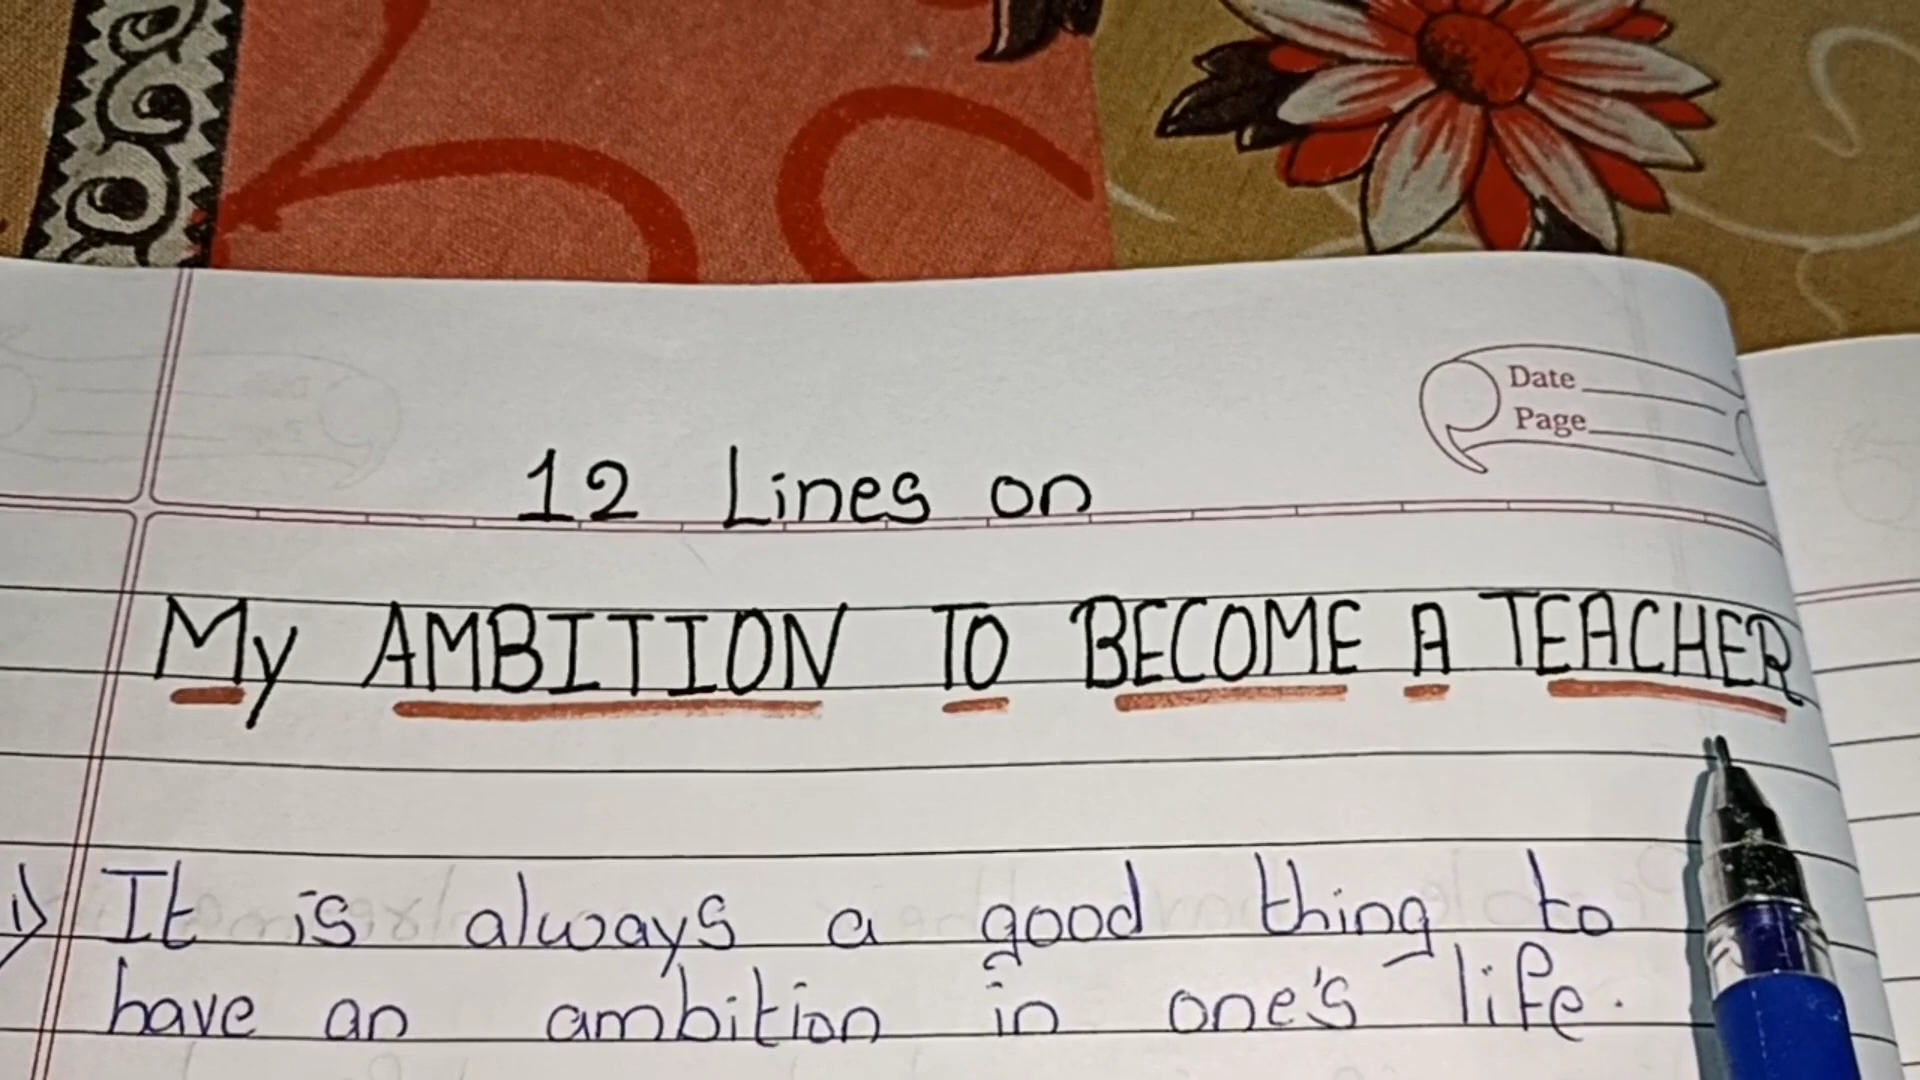 Date
Page
12 Lines on
My AMBITION TO BECOME A TEACHER
1) It is always a good thing to
have an ambition in one's life.